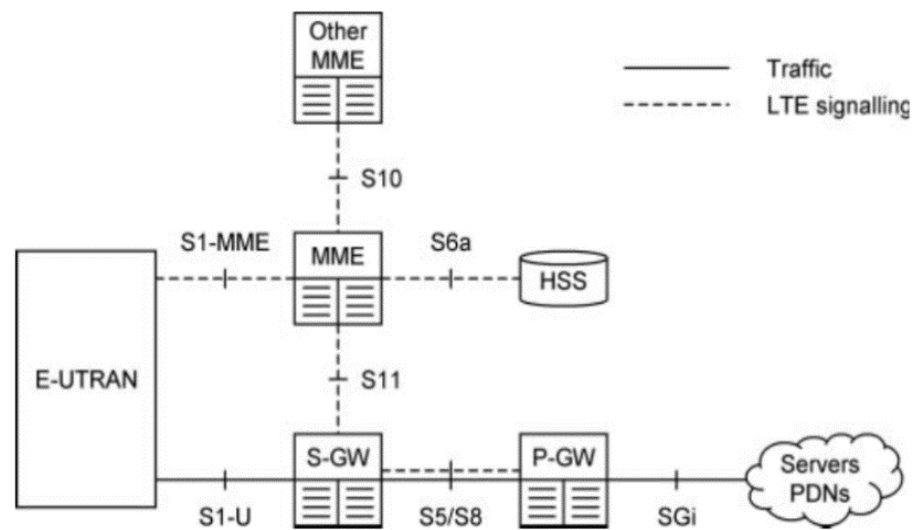 Other
MME
Traffic
LTE signalling
S10
S1-MME
MME
S6a
HSS
E-UTRAN
S11
S-GW
P-GW
Servers
PDNs
S1-U
S5/S8
SGi